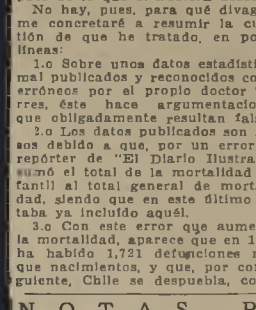 No hay, pues, para qué divag
me concretaré a resumir la cu
tión de que he tratado, en po
líneas:
1.o Sobre unos datos estadísti
mal publicados y reconocidos co
erróneos por el propio doctor
rres, éste hace argumentacio
que obligadamente resultan fals
2.o Los datos publicados son
sos debido a que, por un error
repórter de "El Diario Ilustra
sumó el total de la mortalidad
fantil al total general de morta
dad, siendo que en este último
taba ya incluído aquél.
3.o Con este error que aume
la mortalidad, aparece que en 1
ha habido 1,721 defunciones
que nacimientos, y que, por con
guiente, Chile se despuebla, co
N O T A S